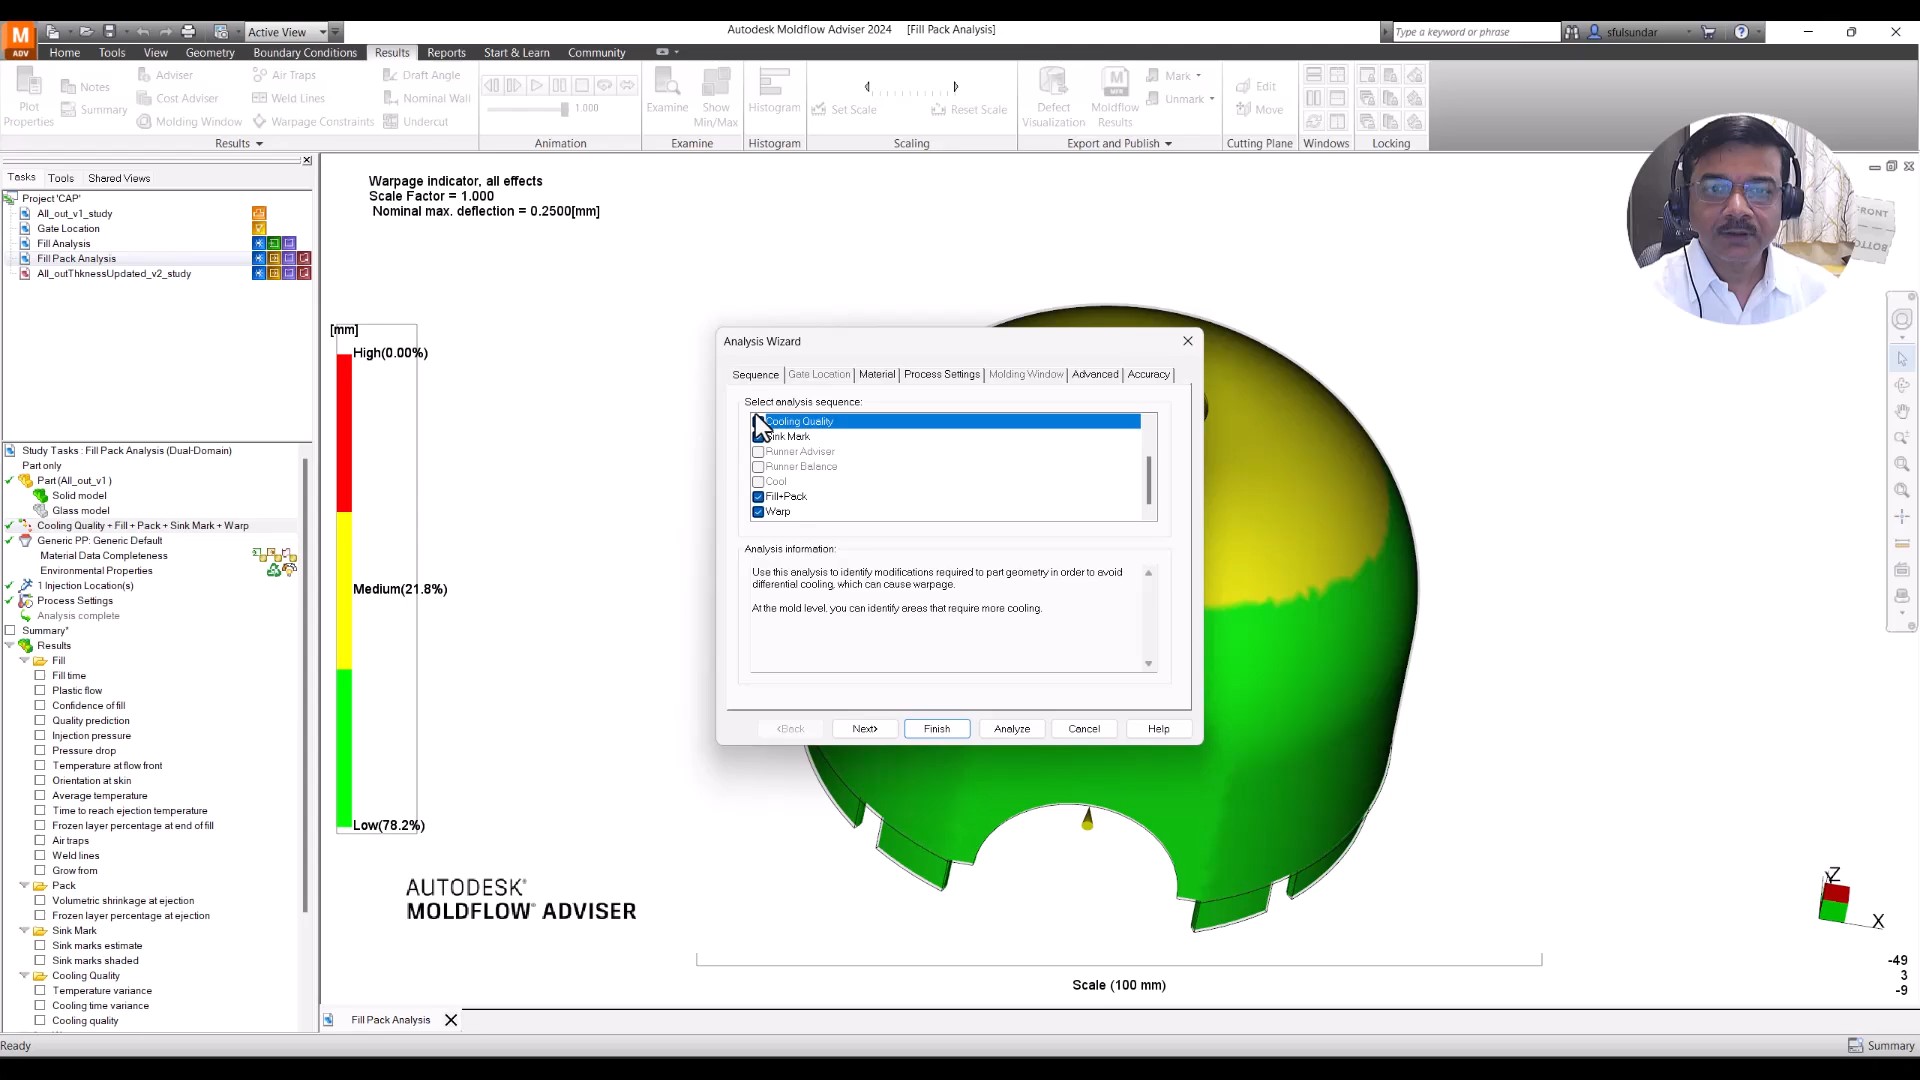 Autodesk Moldflow Adviser 2024 [Fill Pack Analysis]
Active View
Type a keyword or phrase
sfulsundar
M
ADV
Home Tools View Geometry Boundary Conditions Results Reports Start & Learn Community
Plot
Properties
Notes
Summary
Adviser
Cost Adviser
Molding Window
Air Traps
Weld Lines
Warpage Constraints
Draft Angle
Nominal Wall
Undercut
1.000
Examine
Show
Min/Max
Histogram
Set Scale
Reset Scale
Defect
Visualization
Moldflow
Results
Mark
Unmark
Edit
Move
Results Animation Examine Histogram Scaling Export and Publish Cutting Plane Windows Locking
Tasks Tools Shared Views
Project 'CAP'
All_out_v1_study
Gate Location
Fill Analysis
Fill Pack Analysis
All_outThknessUpdated_v2_study
Study Tasks : Fill Pack Analysis (Dual-Domain)
Part only
Part (All_out_v1 )
Solid model
Glass model
Cooling Quality + Fill + Pack + Sink Mark + Warp
Generic PP: Generic Default
Material Data Completeness
Environmental Properties
1 Injection Location(s)
Process Settings
Analysis complete
Summary*
Results
Fill
Fill time
Plastic flow
Confidence of fill
Quality prediction
Injection pressure
Pressure drop
Temperature at flow front
Orientation at skin
Average temperature
Time to reach ejection temperature
Frozen layer percentage at end of fill
Air traps
Weld lines
Grow from
Pack
Volumetric shrinkage at ejection
Frozen layer percentage at ejection
Sink Mark
Sink marks estimate
Sink marks shaded
Cooling Quality
Temperature variance
Cooling time variance
Cooling quality
Warpage indicator, all effects
Scale Factor = 1.000
Nominal max. deflection = 0.2500[mm]
[mm]
High(0.00%)
Medium(21.8%)
Low(78.2%)
AUTODESK®
MOLDFLOW® ADVISER
Analysis Wizard
Sequence Gate Location Material Process Settings Molding Window Advanced Accuracy
Select analysis sequence:
Cooling Quality
Sink Mark
Runner Adviser
Runner Balance
Cool
Fill+Pack
Warp
Analysis information:
Use this analysis to identify modifications required to part geometry in order to avoid
differential cooling, which can cause warpage.
At the mold level, you can identify areas that require more cooling.
<Back Next> Finish Analyze Cancel Help
FRONT
BOTTOM
Z
Y
X
-49
3
-9
Scale (100 mm)
Fill Pack Analysis
Ready
Summary